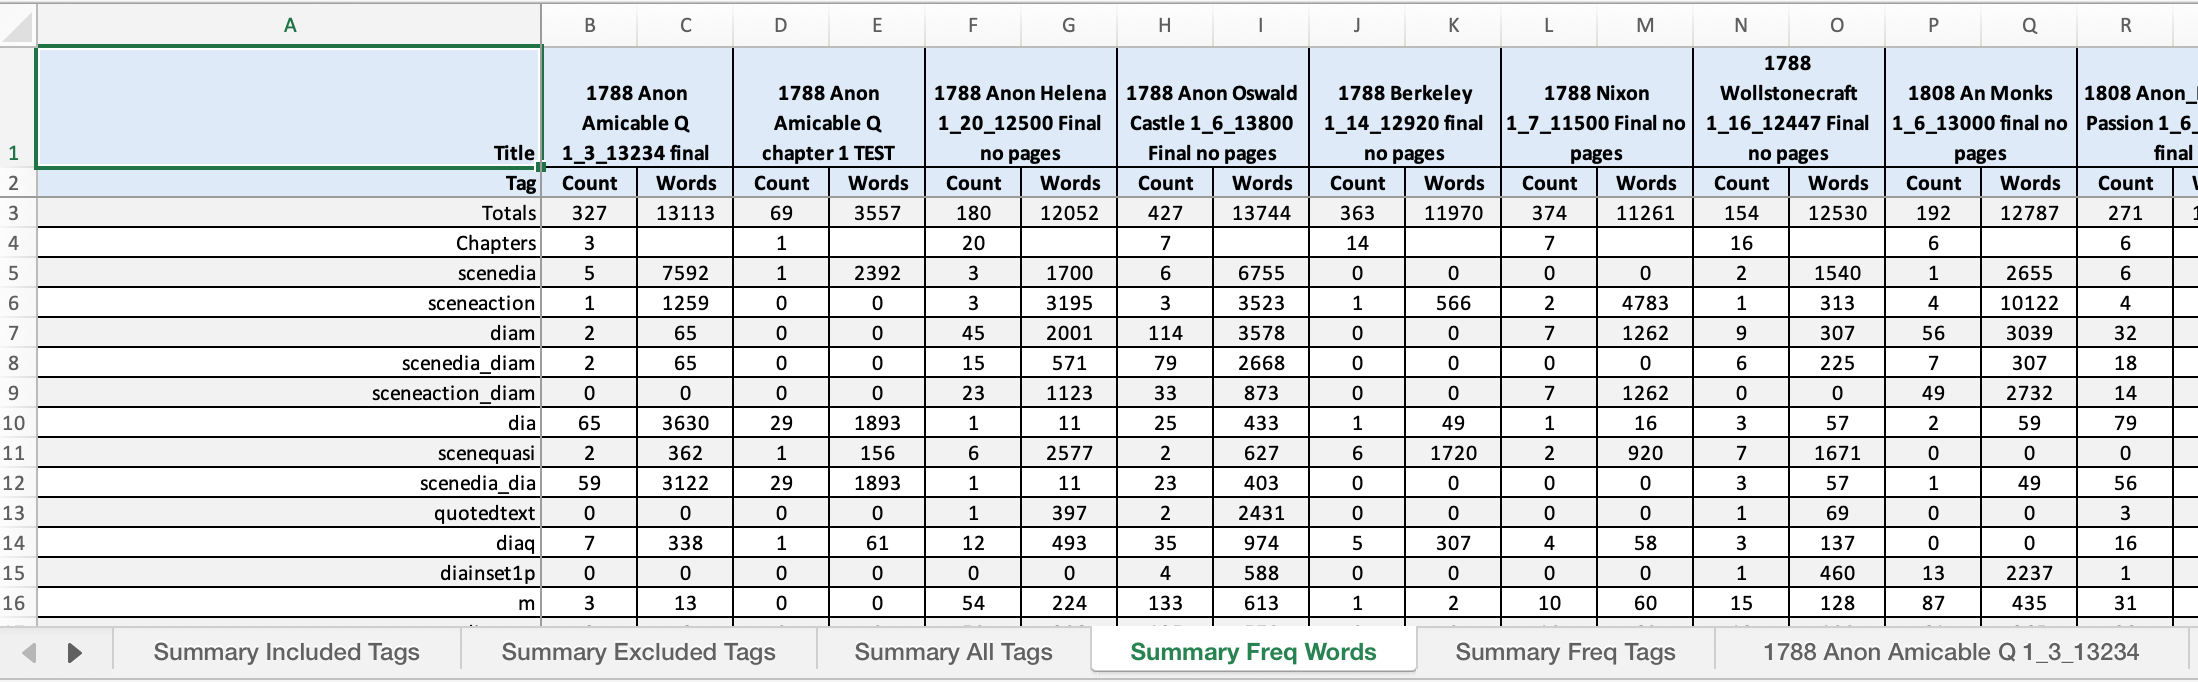 A B C D E F G H I J K L M N O P Q R
1 Title 1788 Anon Amicable Q 1_3_13234 final 1788 Anon Amicable Q chapter 1 TEST 1788 Anon Helena 1_20_12500 Final no pages 1788 Anon Oswald Castle 1_6_13800 Final no pages 1788 Berkeley 1_14_12920 final no pages 1788 Nixon 1_7_11500 Final no pages 1788 Wollstonecraft 1_16_12447 Final no pages 1808 An Monks 1_6_13000 final no pages 1808 Anon_ Passion 1_6_ final
2 Tag Count Words Count Words Count Words Count Words Count Words Count Words Count Words Count Words Count
3 Totals 327 13113 69 3557 180 12052 427 13744 363 11970 374 11261 154 12530 192 12787 271
4 Chapters 3 1 20 7 14 7 16 6 6
5 scenedia 5 7592 1 2392 3 1700 6 6755 0 0 0 0 2 1540 1 2655 6
6 sceneaction 1 1259 0 0 3 3195 3 3523 1 566 2 4783 1 313 4 10122 4
7 diam 2 65 0 0 45 2001 114 3578 0 0 7 1262 9 307 56 3039 32
8 scenedia_diam 2 65 0 0 15 571 79 2668 0 0 0 0 6 225 7 307 18
9 sceneaction_diam 0 0 0 0 23 1123 33 873 0 0 7 1262 0 0 49 2732 14
10 dia 65 3630 29 1893 1 11 25 433 1 49 1 16 3 57 2 59 79
11 scenequasi 2 362 1 156 6 2577 2 627 6 1720 2 920 7 1671 0 0 0
12 scenedia_dia 59 3122 29 1893 1 11 23 403 0 0 0 0 3 57 1 49 56
13 quotedtext 0 0 0 0 1 397 2 2431 0 0 0 0 1 69 0 0 3
14 diaq 7 338 1 61 12 493 35 974 5 307 4 58 3 137 0 0 16
15 diainset1p 0 0 0 0 0 0 4 588 0 0 0 0 1 460 13 2237 1
16 m 3 13 0 0 54 224 133 613 1 2 10 60 15 128 87 435 31
Summary Included Tags Summary Excluded Tags Summary All Tags Summary Freq Words Summary Freq Tags 1788 Anon Amicable Q 1_3_13234